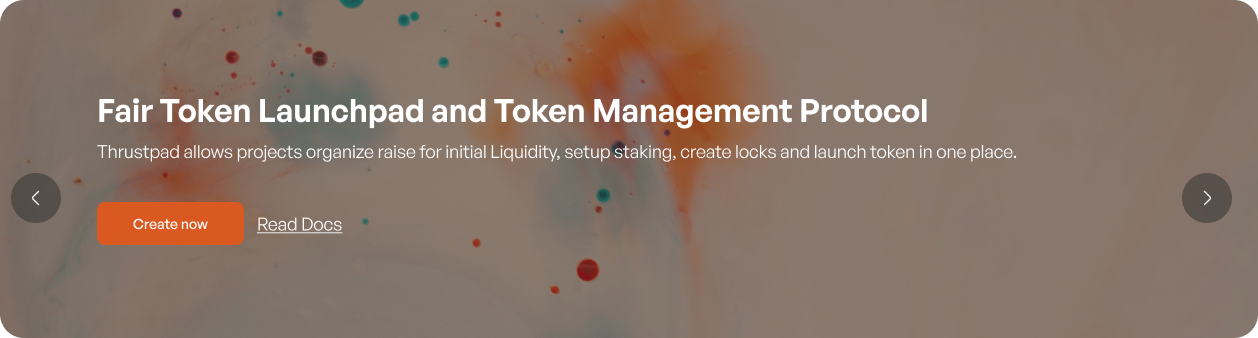 Fair Token Launchpad and Token Management Protocol
Thrustpad allows projects organize raise for initial Liquidity, setup staking, create locks and launch token in one place.
Create now
Read Docs